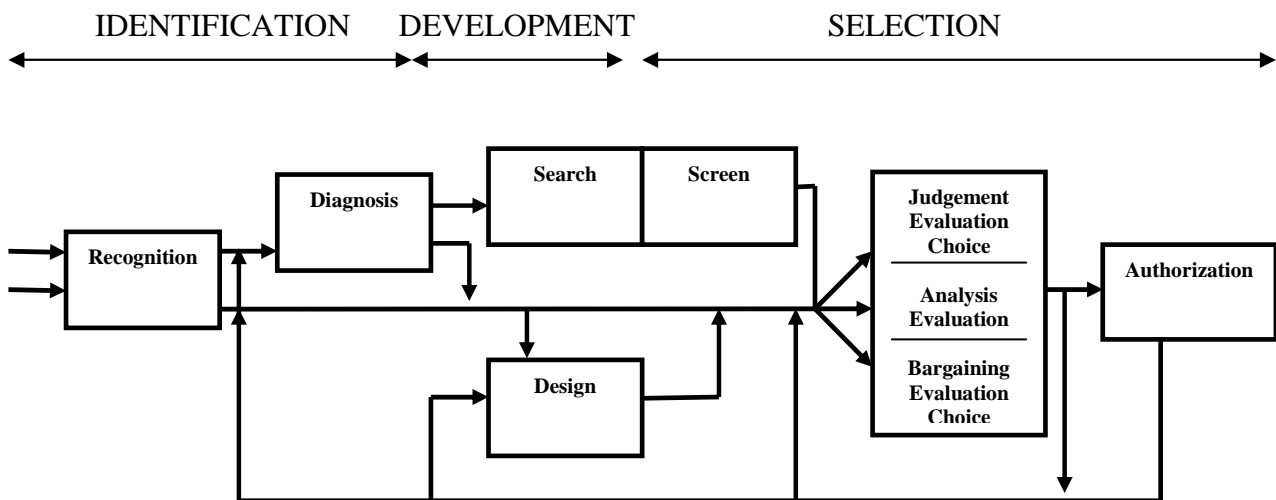 IDENTIFICATION DEVELOPMENT SELECTION
Search
Screen
Diagnosis
Recognition
Judgement
Evaluation
Choice
Analysis
Evaluation
Bargaining
Evaluation
Choice
Authorization
Design